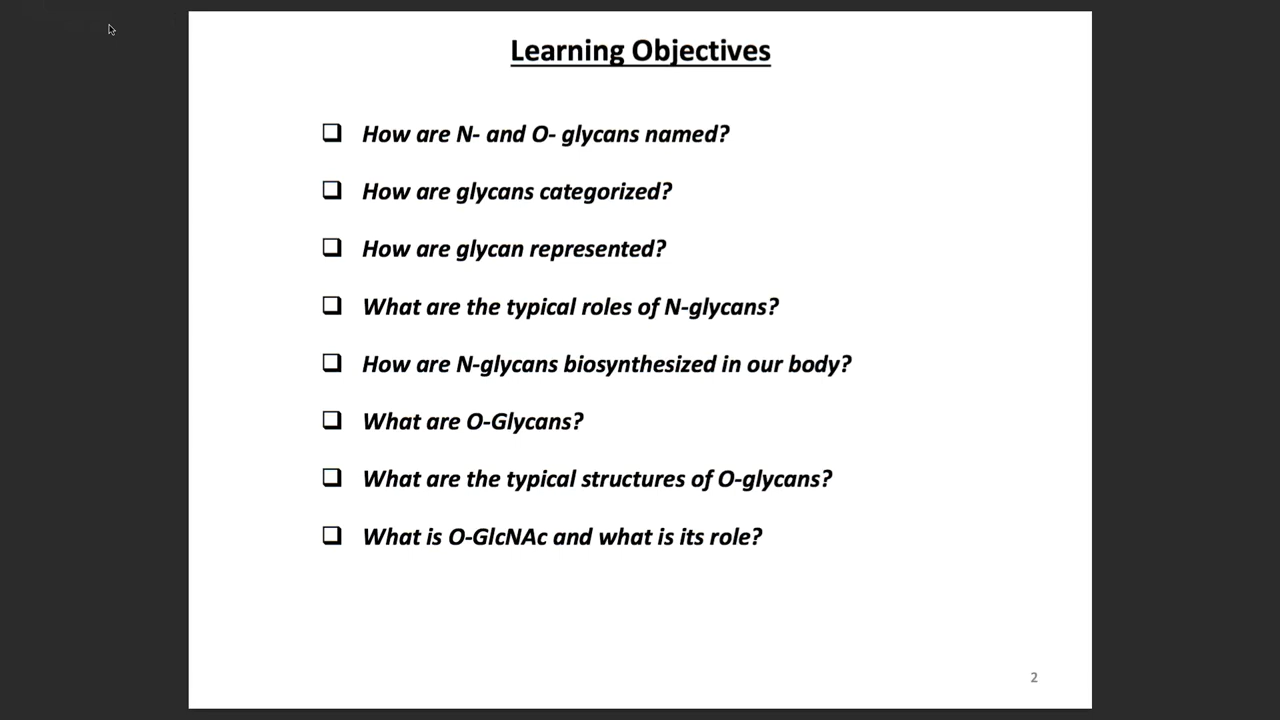 Learning Objectives
❑ How are N- and O- glycans named?
❑ How are glycans categorized?
❑ How are glycan represented?
❑ What are the typical roles of N-glycans?
❑ How are N-glycans biosynthesized in our body?
❑ What are O-Glycans?
❑ What are the typical structures of O-glycans?
❑ What is O-GlcNAc and what is its role?
2